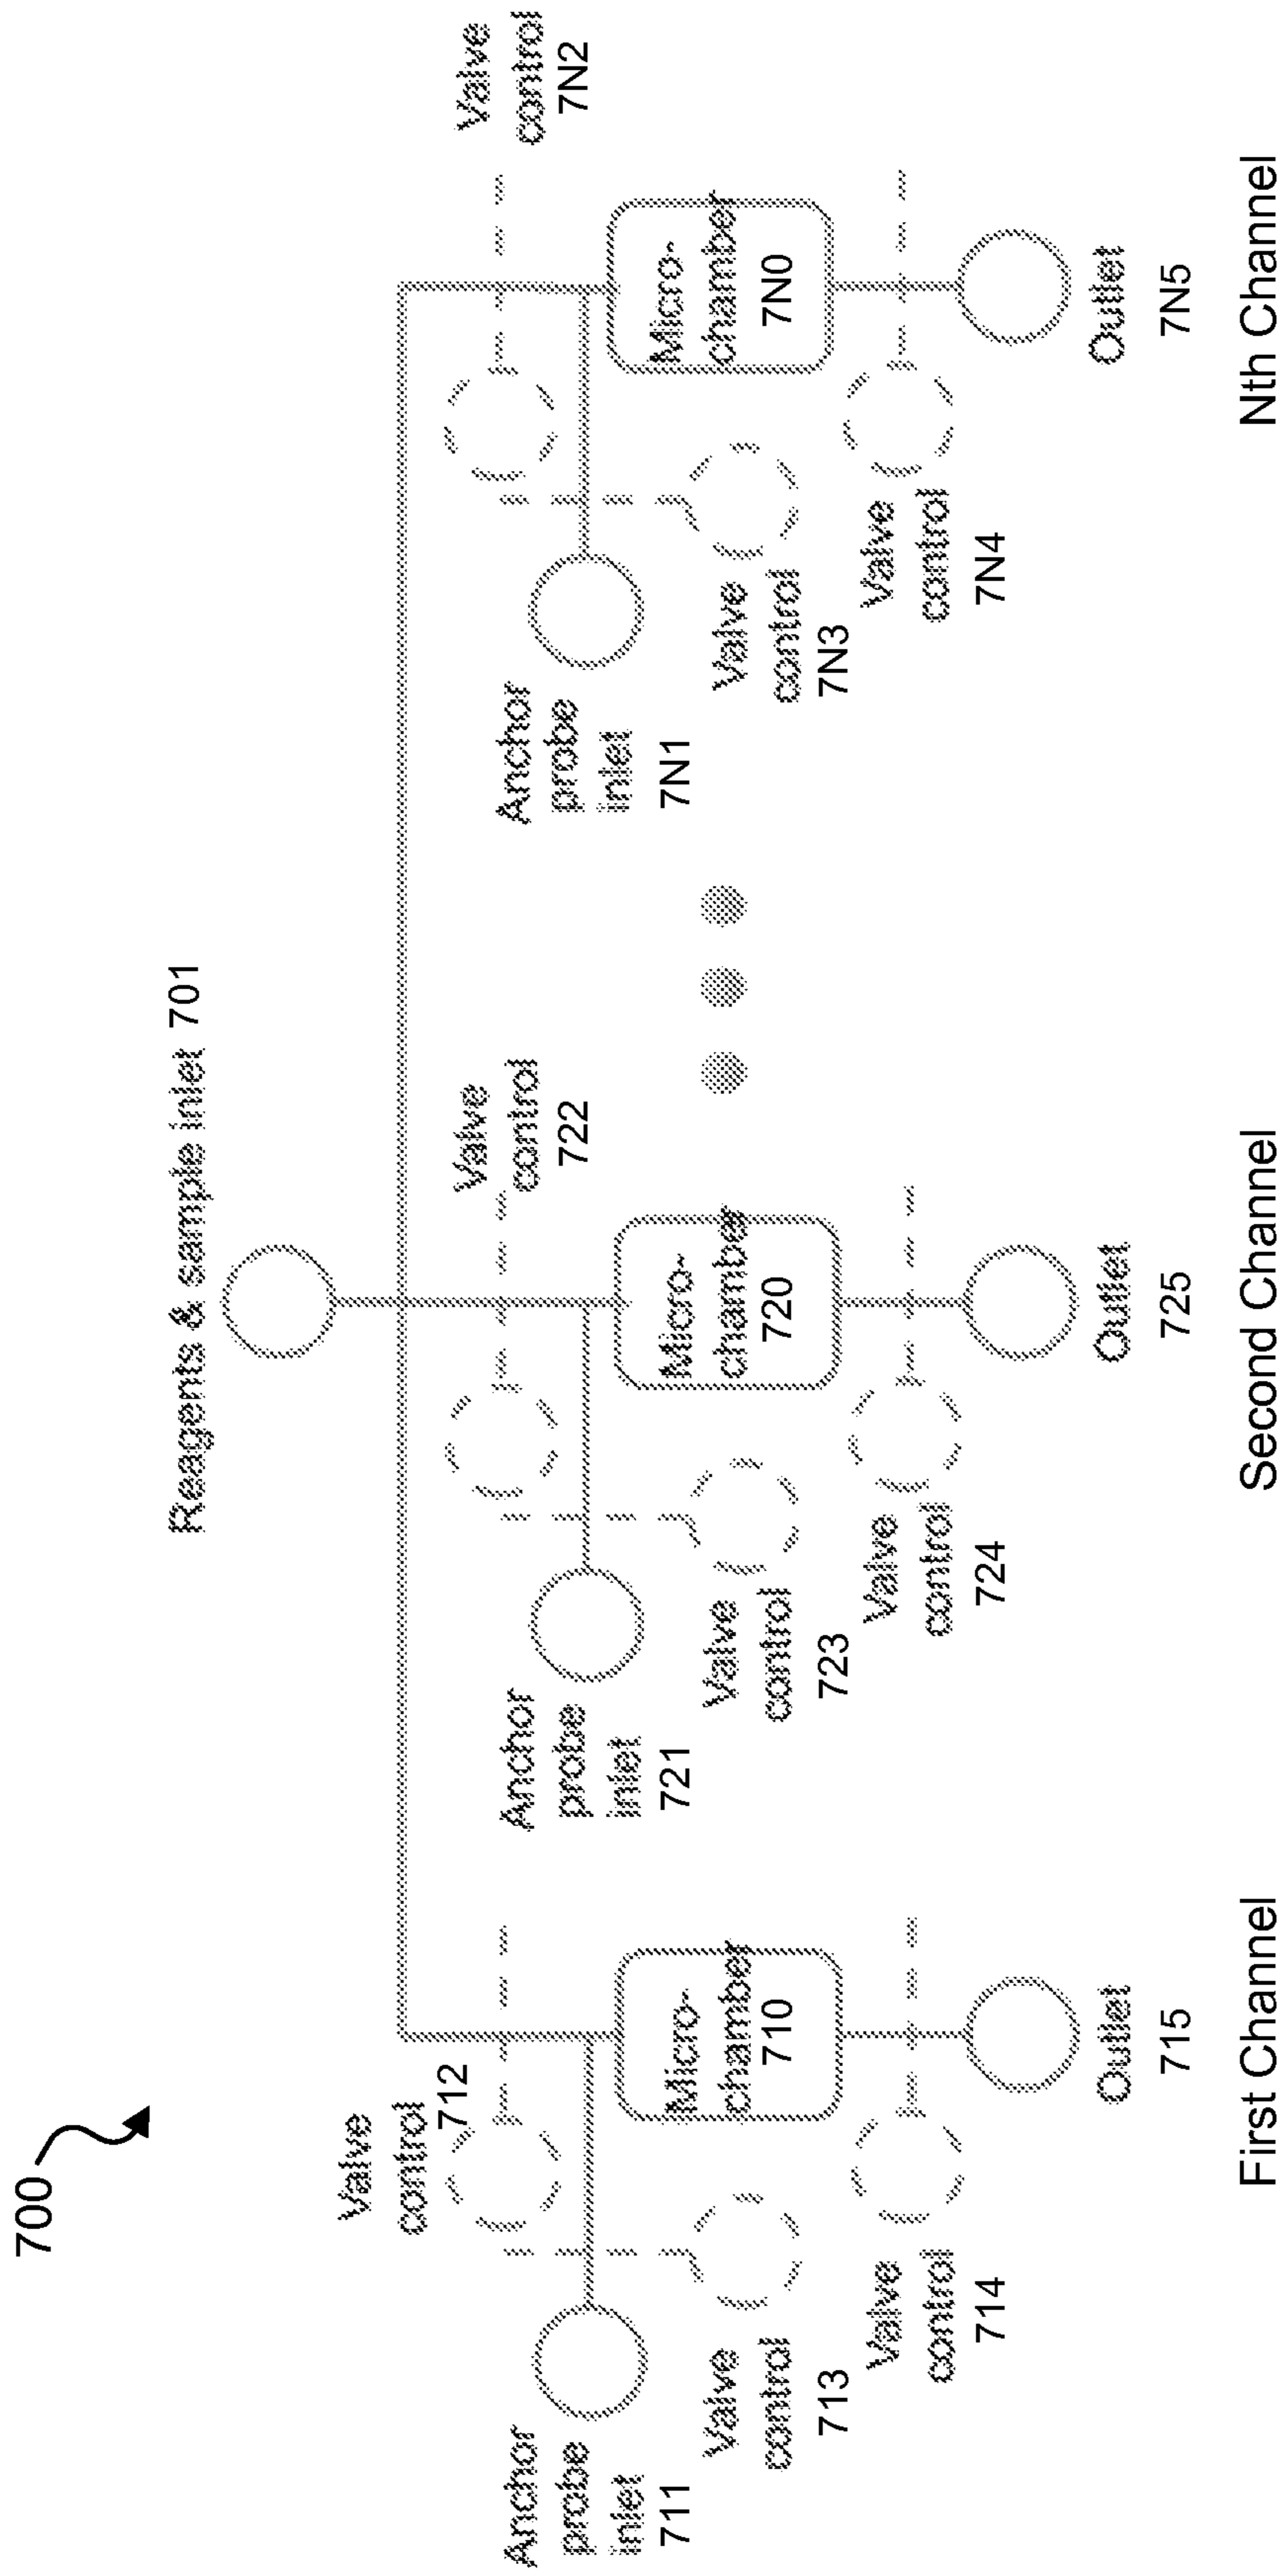 700
Reagents & sample inlet 701
Valve
control
712
Valve
control
722
Valve
control
7N2
Anchor
probe
inlet
711
Anchor
probe
inlet
721
Anchor
probe
inlet
7N1
Micro-
chamber
710
Micro-
chamber
720
Micro-
chamber
7N0
Valve
control
713
Valve
control
723
Valve
control
7N3
Valve
control
714
Valve
control
724
Valve
control
7N4
Outlet
715
Outlet
725
Outlet
7N5
First Channel
Second Channel
Nth Channel